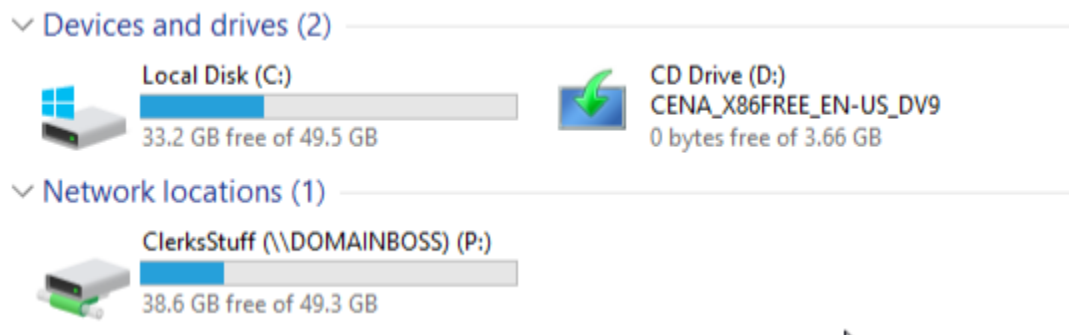 Devices and drives (2)
Local Disk (C:)
33.2 GB free of 49.5 GB
CD Drive (D:)
CENA_X86FREE_EN-US_DV9
0 bytes free of 3.66 GB
Network locations (1)
ClerksStuff (\\DOMAINBOSS) (P:)
38.6 GB free of 49.3 GB